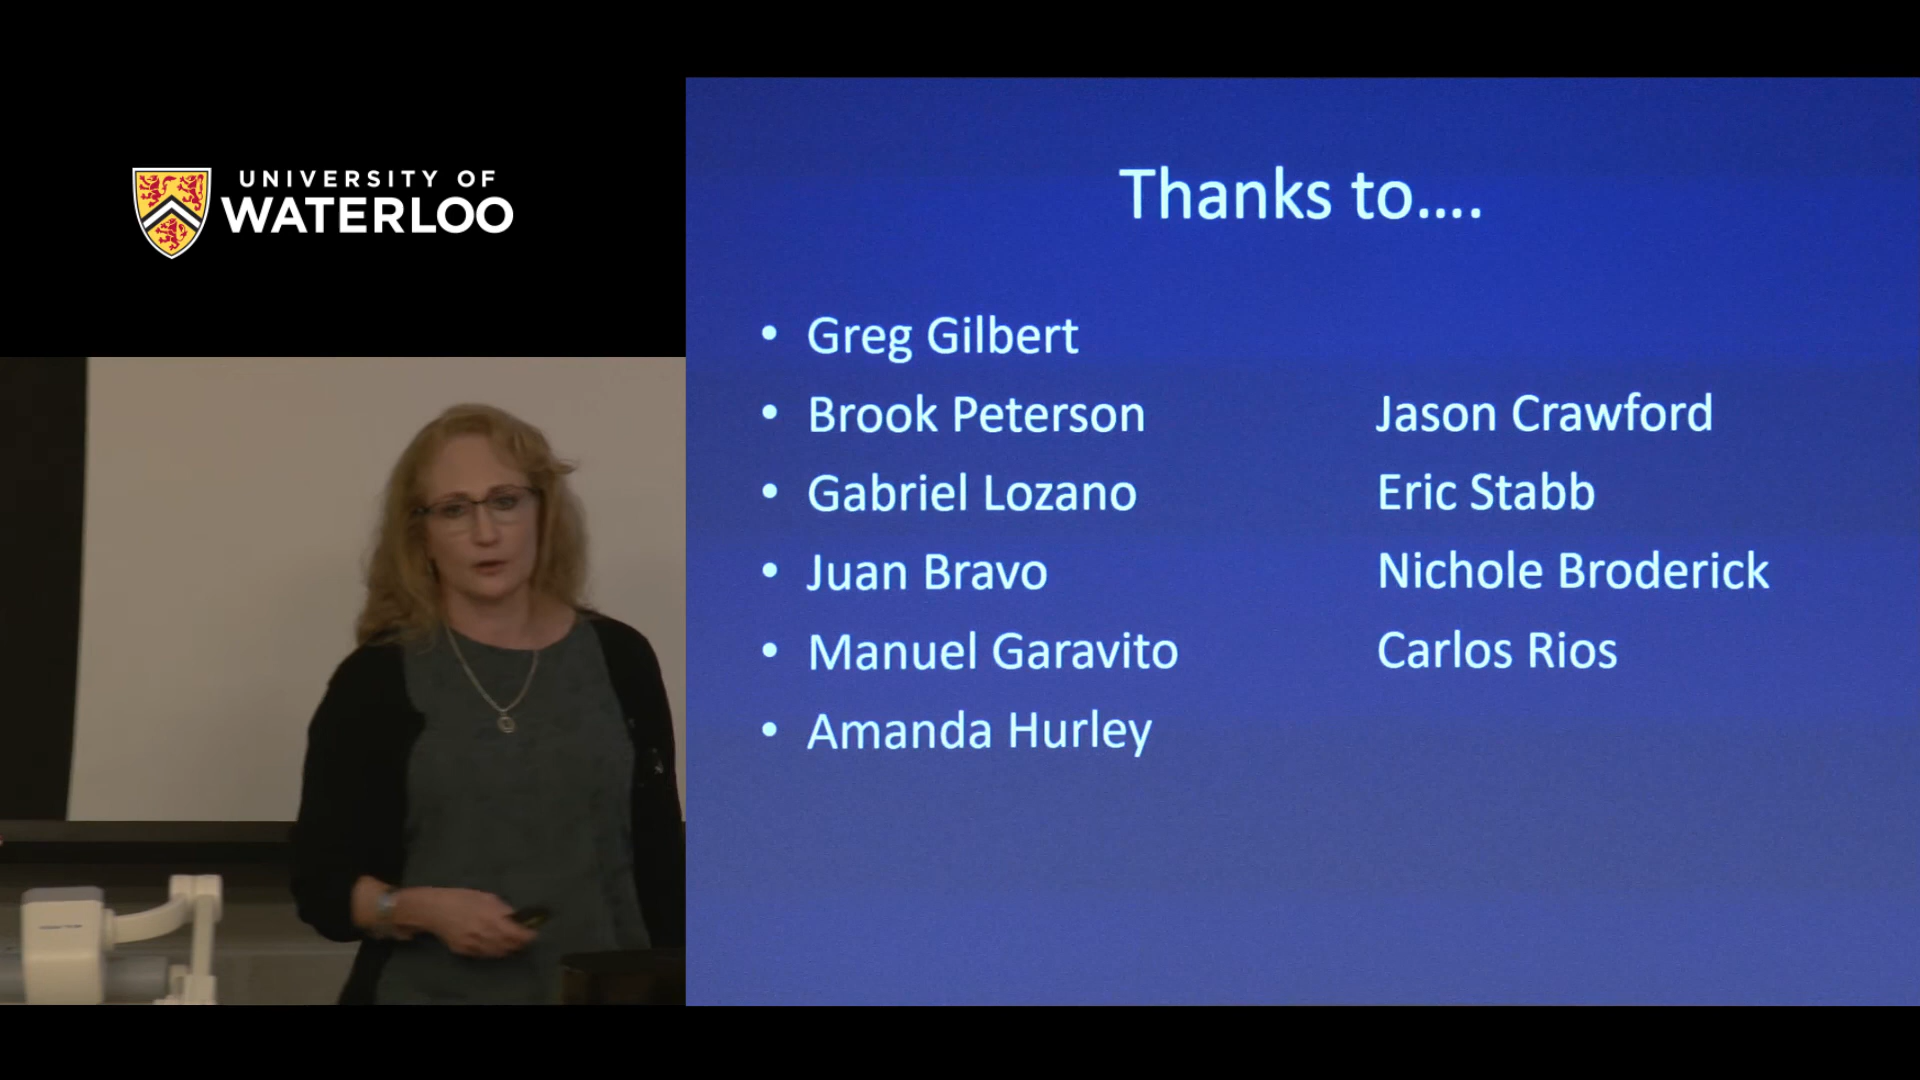 UNIVERSITY OF
WATERLOO
Thanks to....
• Greg Gilbert
• Brook Peterson
• Gabriel Lozano
• Juan Bravo
• Manuel Garavito
• Amanda Hurley
Jason Crawford
Eric Stabb
Nichole Broderick
Carlos Rios